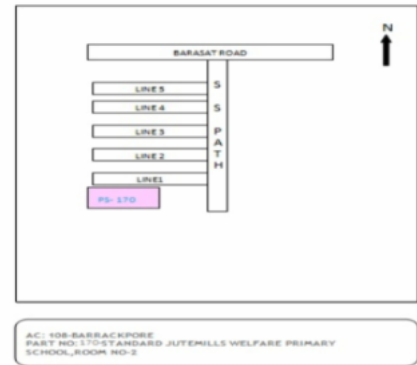 N
BARASAT ROAD
S S PATH
LINE 5
LINE 4
LINE 3
LINE 2
LINE1
PS- 170
AC: 108-BARRACKPORE
PART NO: 170-STANDARD JUTEMILLS WELFARE PRIMARY
SCHOOL,ROOM NO-2